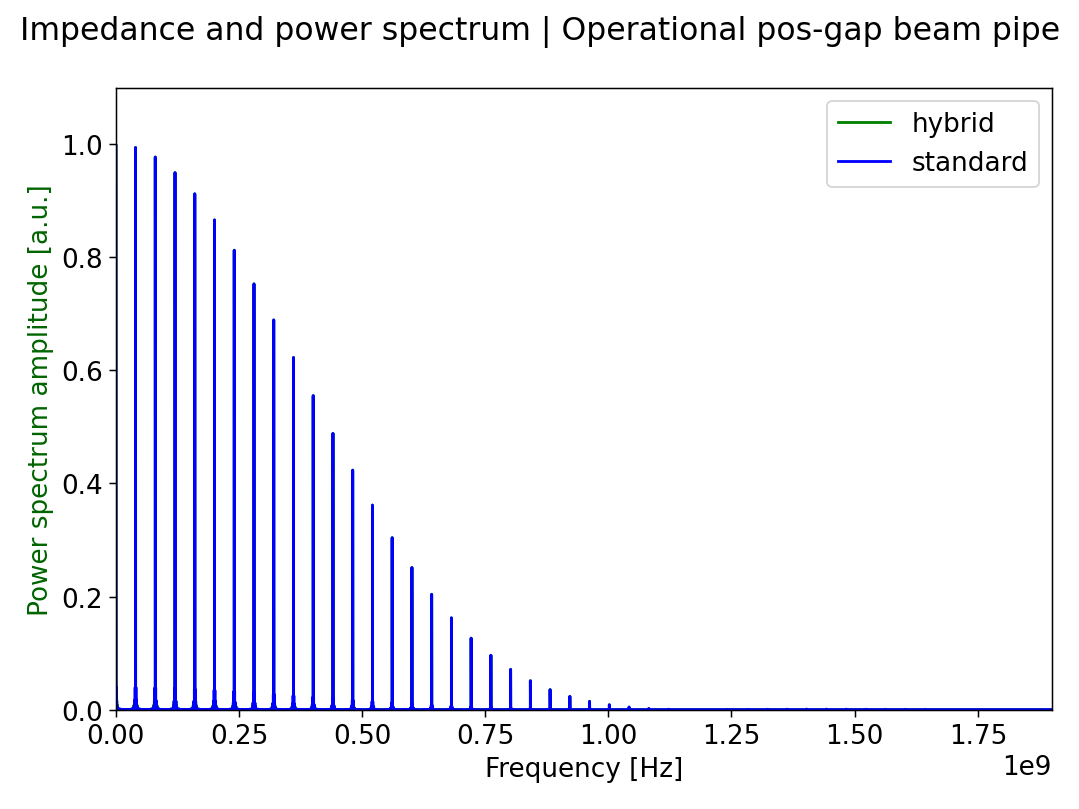 Impedance and power spectrum | Operational pos-gap beam pipe
hybrid
standard
Power spectrum amplitude [a.u.]
1.0
0.8
0.6
0.4
0.2
0.0
0.00 0.25 0.50 0.75 1.00 1.25 1.50 1.75
Frequency [Hz]
1e9